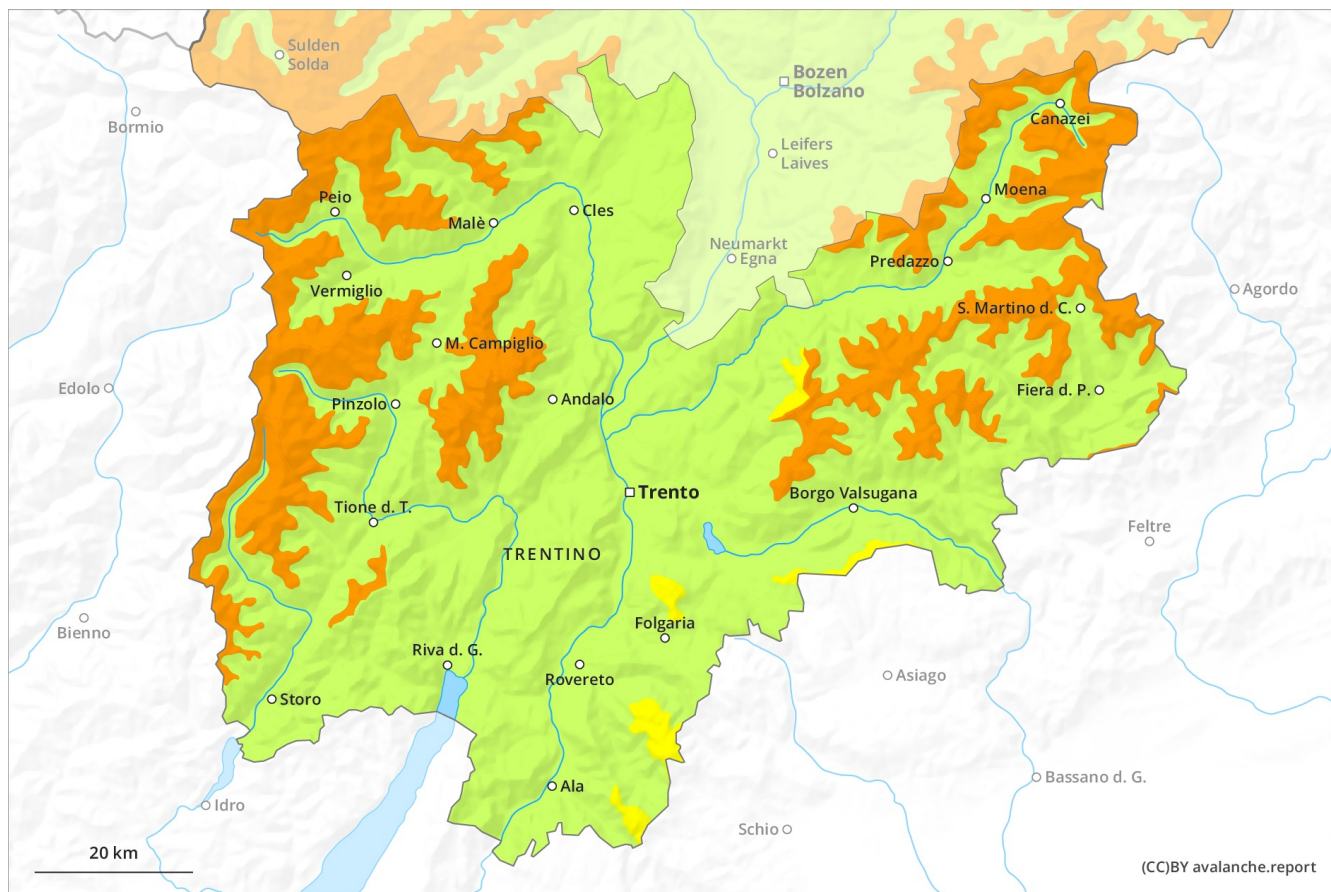 Sulden
Solda
Bozen
Bolzano
Bormio
Canazei
Leifers
Laives
Peio
Moena
Malè
Cles
Neumarkt
Egna
Predazzo
Vermiglio
Agordo
S. Martino d. C.
M. Campiglio
Edolo
Fiera d. P.
Andalo
Pinzolo
Trento
Borgo Valsugana
Tione d. T.
Feltre
TRENTINO
Bienno
Folgaria
Riva d. G.
Rovereto
Asiago
Storo
Bassano d. G.
Ala
Idro
Schio
20 km
(CC)BY avalanche.report